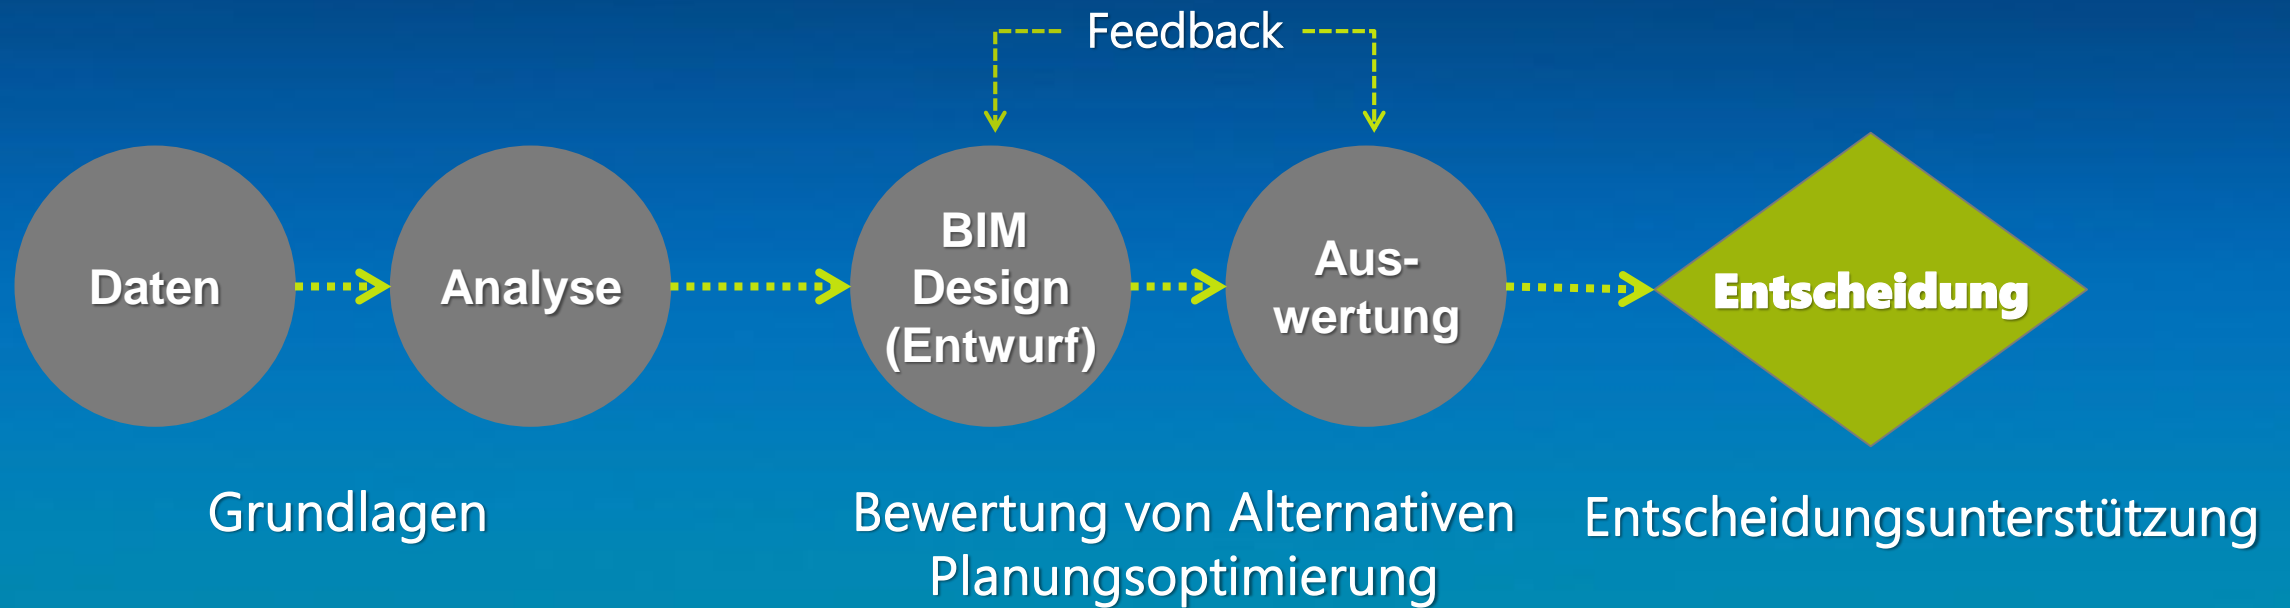 Feedback
Daten
Analyse
BIM
Design
(Entwurf)
Aus-
wertung
Entscheidung
Grundlagen
Bewertung von Alternativen
Planungsoptimierung
Entscheidungsunterstützung